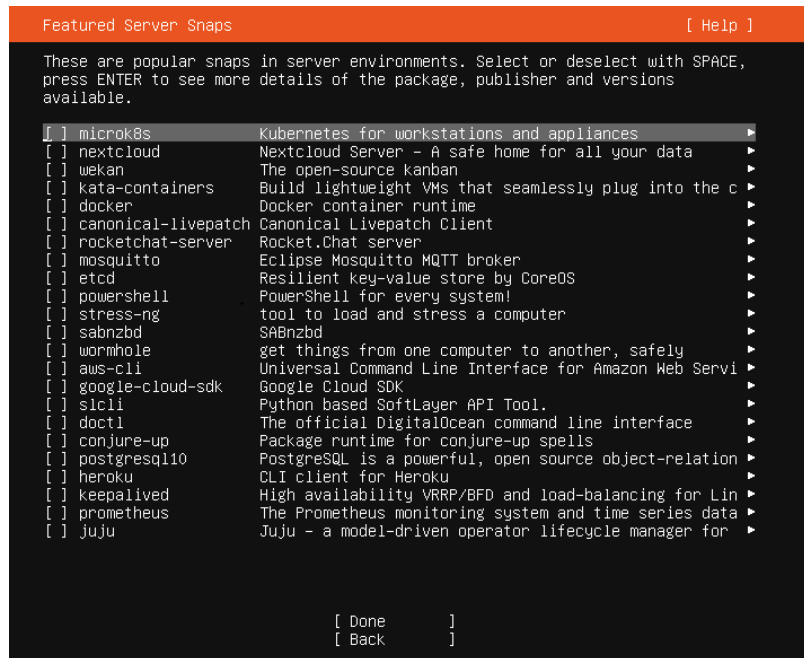 Featured Server Snaps [ Help ]
These are popular snaps in server environments. Select or deselect with SPACE,
press ENTER to see more details of the package, publisher and versions
available.
[ ] microk8s Kubernetes for workstations and appliances ▸
[ ] nextcloud Nextcloud Server – A safe home for all your data ▸
[ ] wekan The open-source kanban ▸
[ ] kata-containers Build lightweight VMs that seamlessly plug into the c ▸
[ ] docker Docker container runtime ▸
[ ] canonical-livepatch Canonical Livepatch Client ▸
[ ] rocketchat-server Rocket.Chat server ▸
[ ] mosquitto Eclipse Mosquitto MQTT broker ▸
[ ] etcd Resilient key-value store by CoreOS ▸
[ ] powershell PowerShell for every system! ▸
[ ] stress-ng tool to load and stress a computer ▸
[ ] sabnzbd SABnzbd ▸
[ ] wormhole get things from one computer to another, safely ▸
[ ] aws-cli Universal Command Line Interface for Amazon Web Servi ▸
[ ] google-cloud-sdk Google Cloud SDK ▸
[ ] slcli Python based SoftLayer API Tool. ▸
[ ] doctl The official DigitalOcean command line interface ▸
[ ] conjure-up Package runtime for conjure-up spells ▸
[ ] postgresql10 PostgreSQL is a powerful, open source object-relation ▸
[ ] heroku CLI client for Heroku ▸
[ ] keepalived High availability VRRP/BFD and load-balancing for Lin ▸
[ ] prometheus The Prometheus monitoring system and time series data ▸
[ ] juju Juju – a model-driven operator lifecycle manager for ▸
[ Done ]
[ Back ]